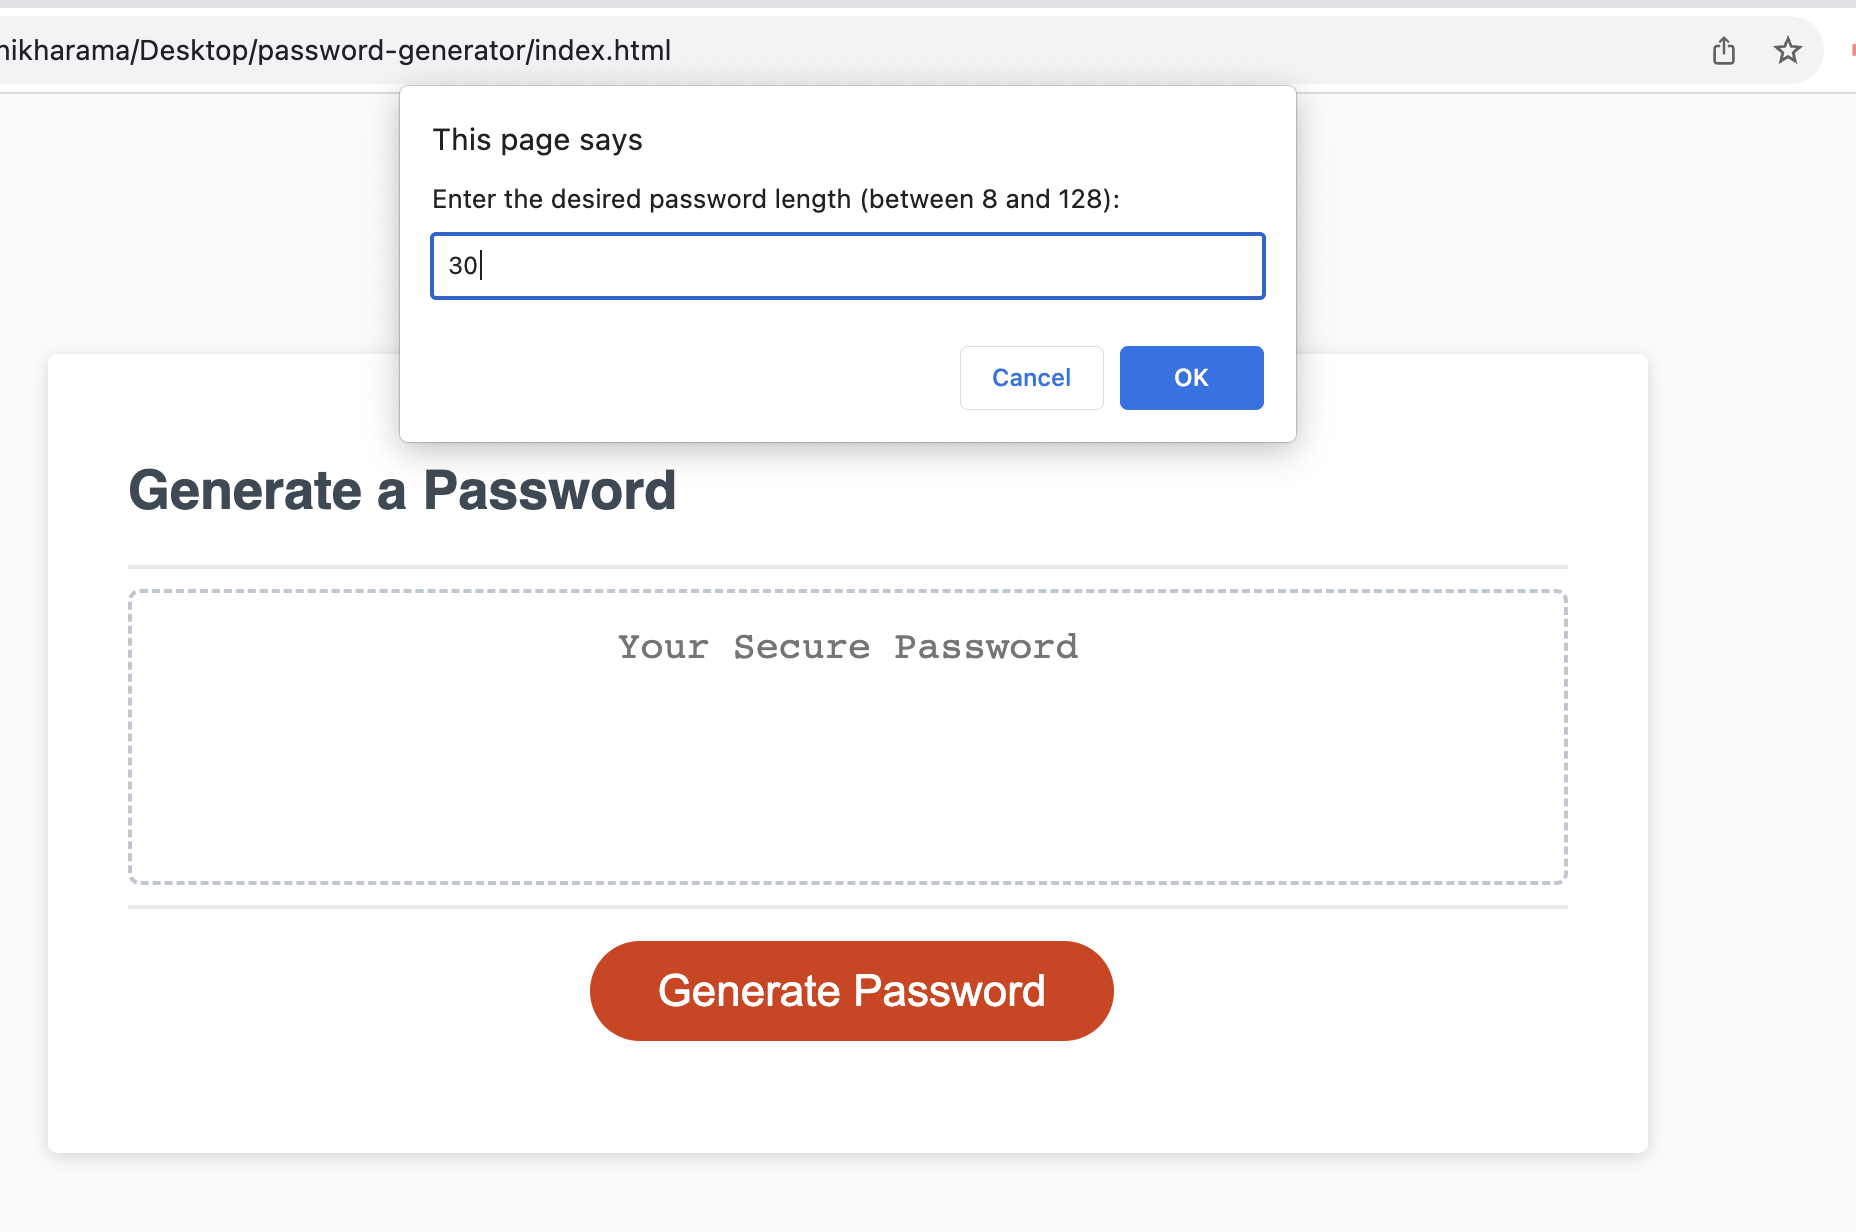 /Desktop/password-generator/index.html
This page says
Enter the desired password length (between 8 and 128):
30
Cancel
OK
Generate a Password
Your Secure Password
Generate Password